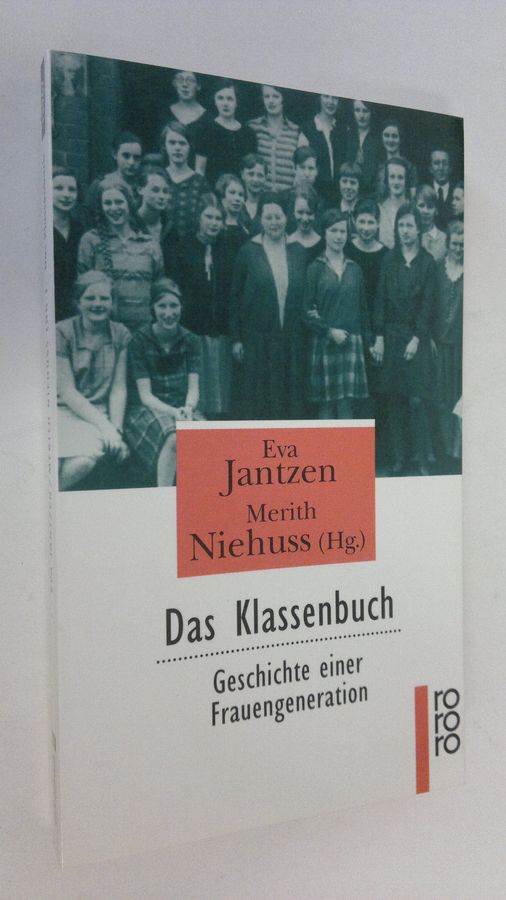 Eva
Jantzen
Merith
Niehuss (Hg.)
Das Klassenbuch
Geschichte einer
Frauengeneration
ro
ro
ro